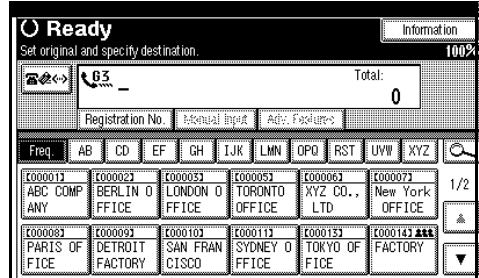 Ready
Information
Set original and specify destination.
100%
G3 _
Total:
0
Registration No. Manual Input Adv. Features
Freq. AB CD EF GH IJK LMN OPQ RST UVW XYZ
[00001] [00002] [00003] [00005] [00006] [00007]
ABC COMP BERLIN O LONDON O TORONTO XYZ CO., New York
ANY FFICE FFICE OFFICE LTD OFFICE
1/2
[00008] [00009] [00010] [00011] [00013] [00014]
PARIS OF DETROIT SAN FRAN SYDNEY O TOKYO OF FACTORY
FICE FACTORY CISCO FFICE FICE